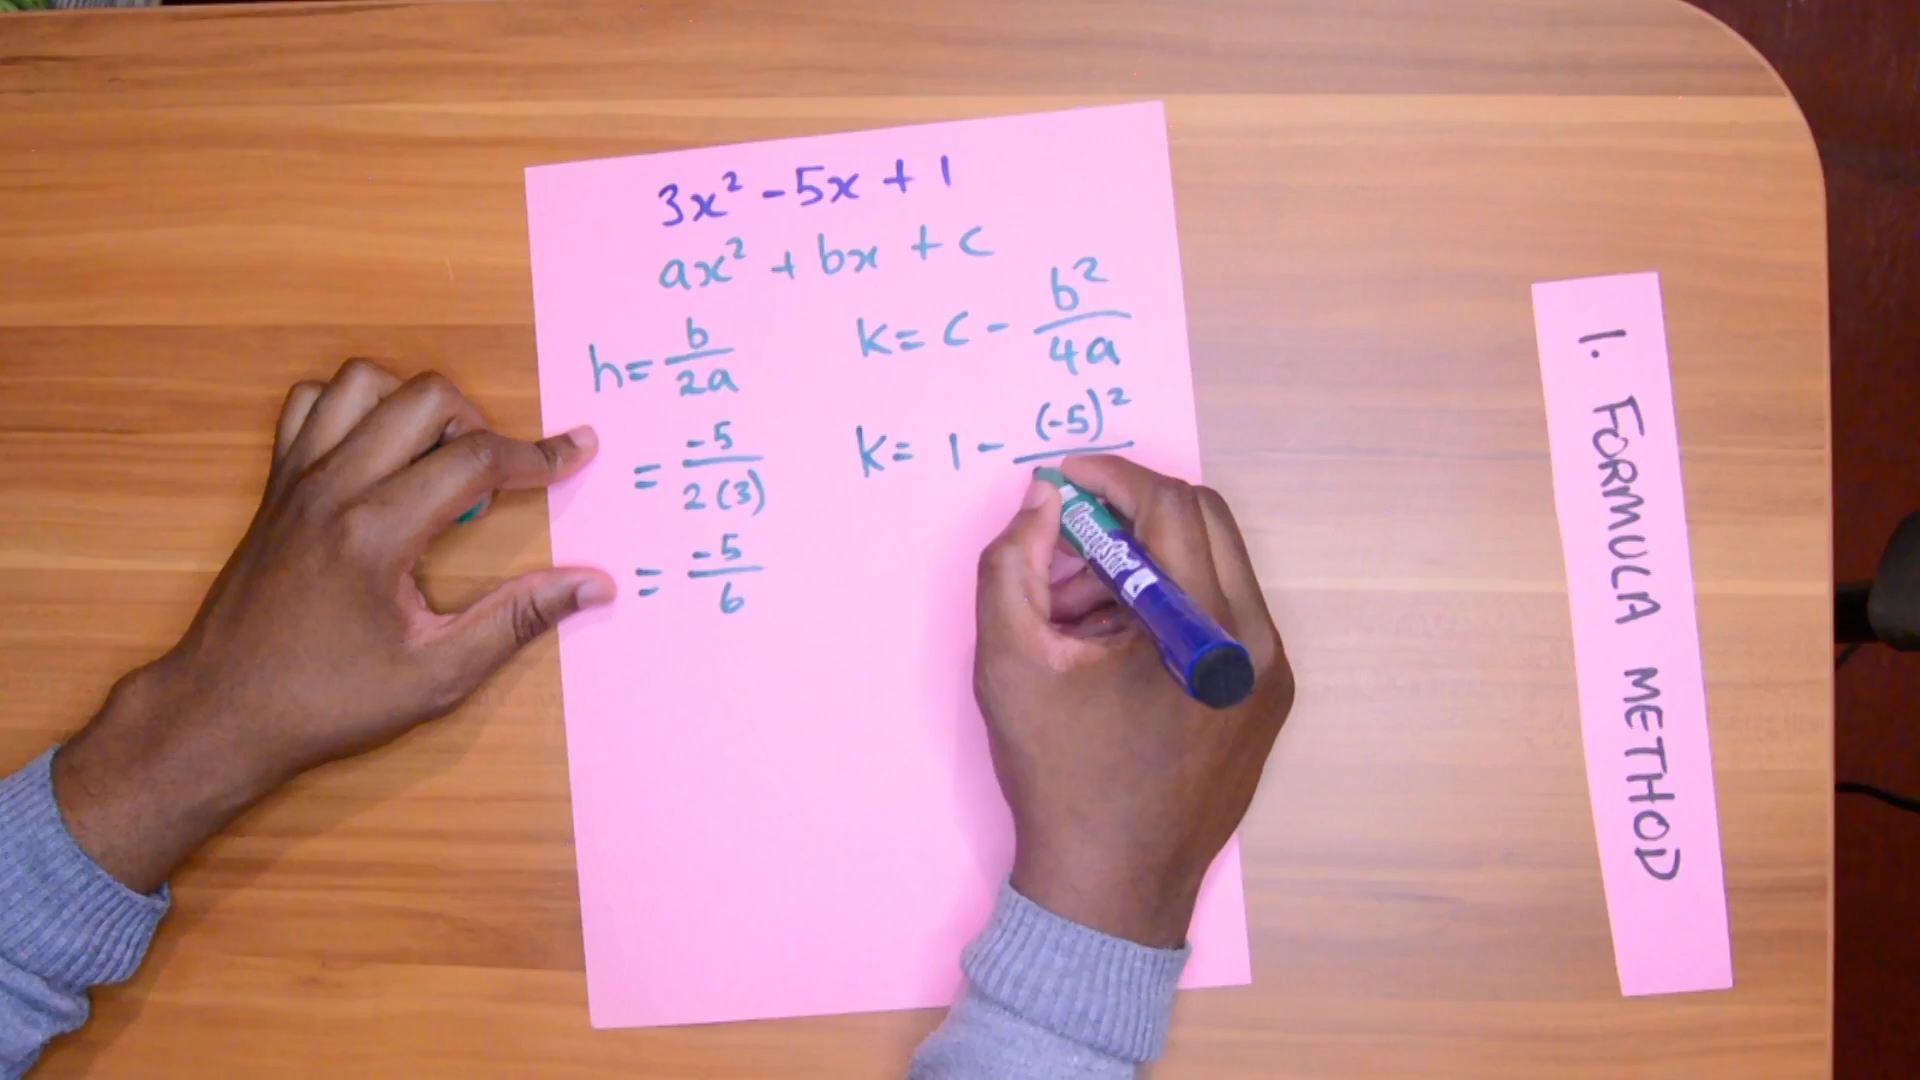 3x² - 5x + 1
ax² + bx + c
h = b/2a
= -5/2(3)
= -5/6
k = c - b²/4a
k = 1 - (-5)²/
1. FORMULA METHOD